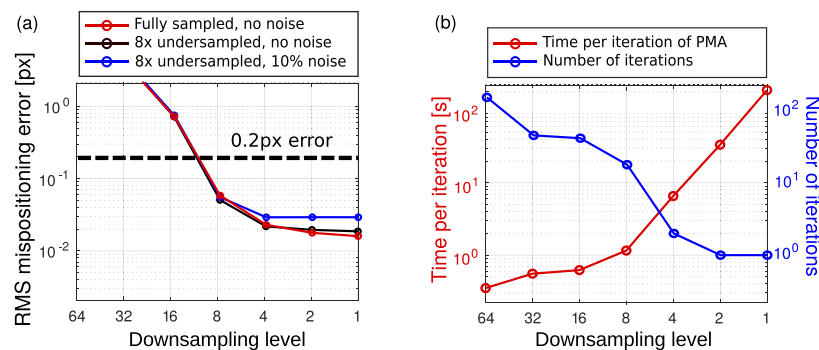 (a)
Fully sampled, no noise
8x undersampled, no noise
8x undersampled, 10% noise
RMS mispositioning error [px]
10^0
10^-1
10^-2
0.2px error
64 32 16 8 4 2 1
Downsampling level
(b)
Time per iteration of PMA
Number of iterations
Time per iteration [s]
10^2
10^1
10^0
Number of iterations
10^2
10^1
10^0
64 32 16 8 4 2 1
Downsampling level